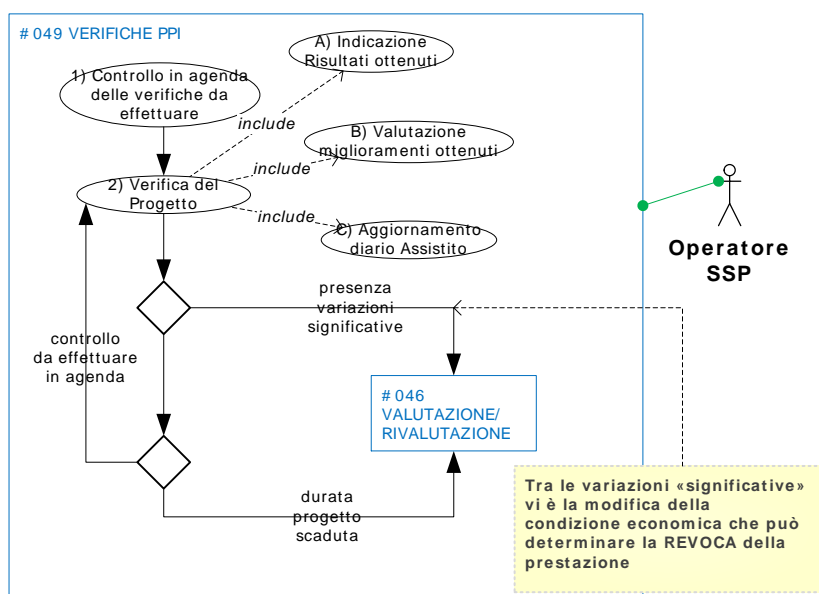 # 049 VERIFICHE PPI
A) Indicazione
Risultati ottenuti
1) Controllo in agenda
delle verifiche da
effettuare
include
B) Valutazione
miglioramenti ottenuti
include
2) Verifica del
Progetto
include
C) Aggiornamento
diario Assistito
Operatore
SSP
presenza
variazioni
significative
controllo
da effettuare
in agenda
# 046
VALUTAZIONE/
RIVALUTAZIONE
durata
progetto
scaduta
Tra le variazioni «significative»
vi è la modifica della
condizione economica che può
determinare la REVOCA della
prestazione